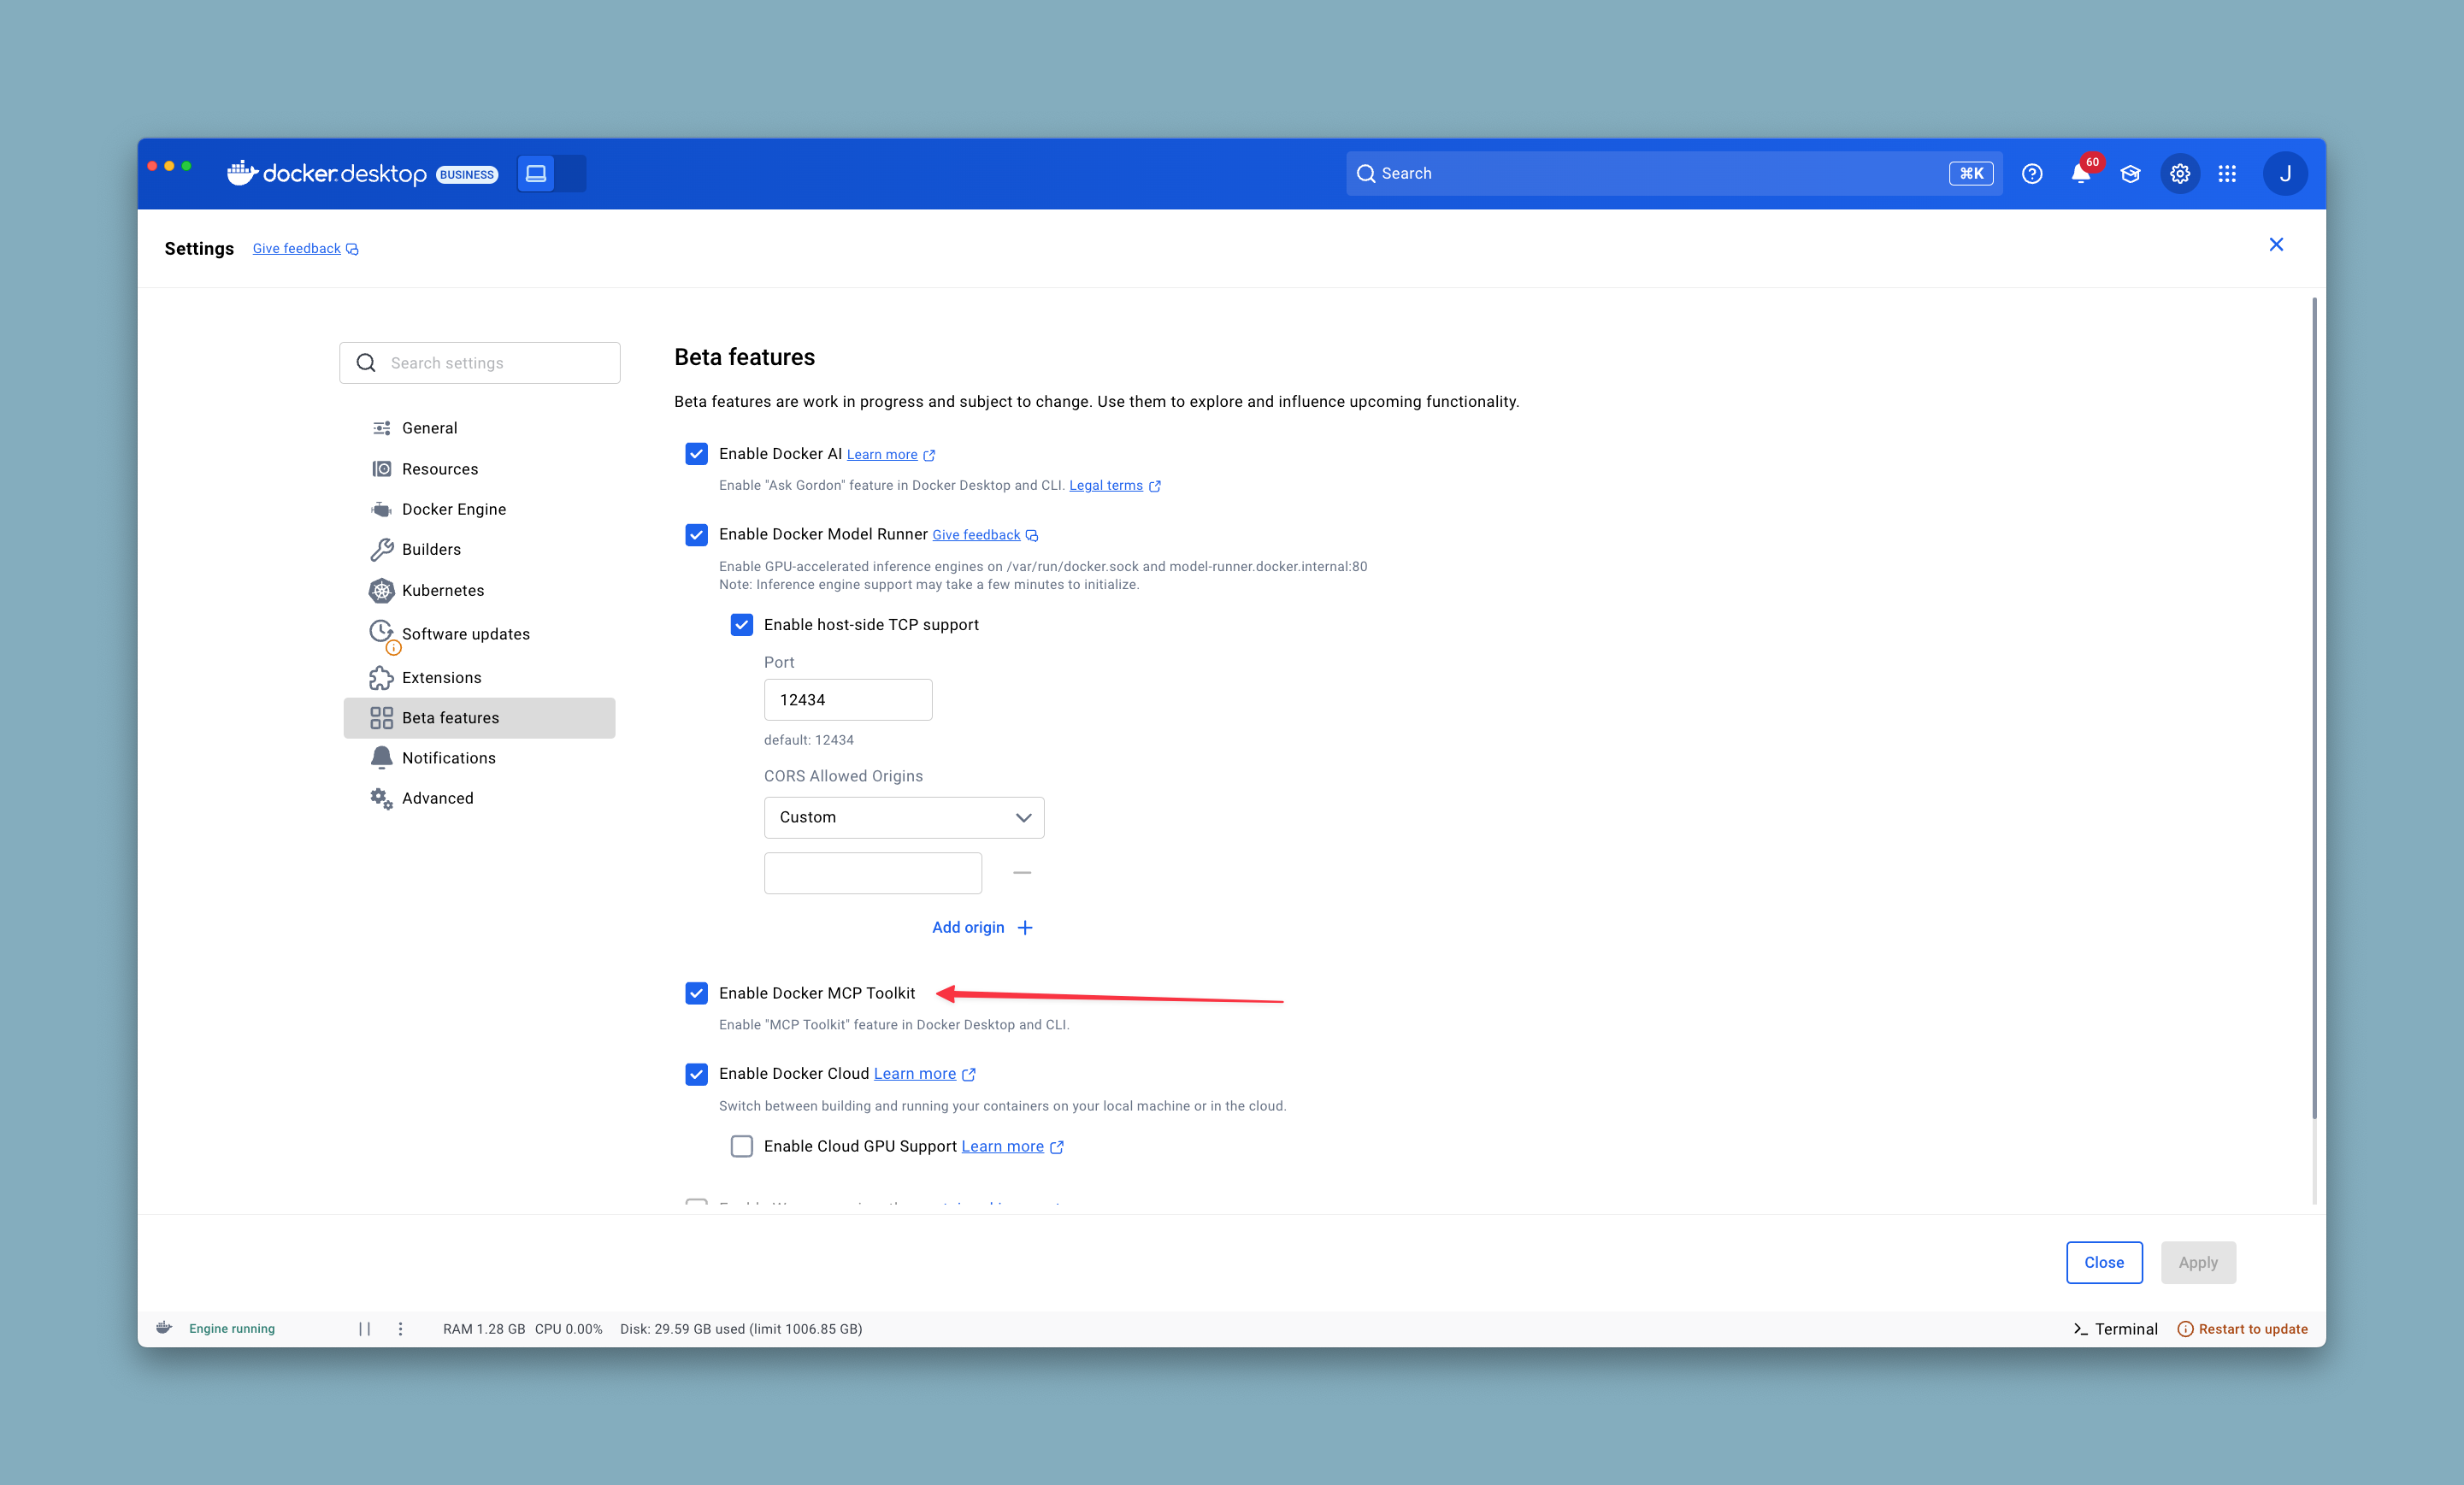 docker.desktop BUSINESS
Search ⌘K
60
J
Settings Give feedback
Search settings
General
Resources
Docker Engine
Builders
Kubernetes
Software updates
Extensions
Beta features
Notifications
Advanced
Beta features
Beta features are work in progress and subject to change. Use them to explore and influence upcoming functionality.
Enable Docker AI Learn more
Enable "Ask Gordon" feature in Docker Desktop and CLI. Legal terms
Enable Docker Model Runner Give feedback
Enable GPU-accelerated inference engines on /var/run/docker.sock and model-runner.docker.internal:80
Note: Inference engine support may take a few minutes to initialize.
Enable host-side TCP support
Port
12434
default: 12434
CORS Allowed Origins
Custom
Add origin
Enable Docker MCP Toolkit
Enable "MCP Toolkit" feature in Docker Desktop and CLI.
Enable Docker Cloud Learn more
Switch between building and running your containers on your local machine or in the cloud.
Enable Cloud GPU Support Learn more
Close Apply
Engine running RAM 1.28 GB CPU 0.00% Disk: 29.59 GB used (limit 1006.85 GB) Terminal Restart to update